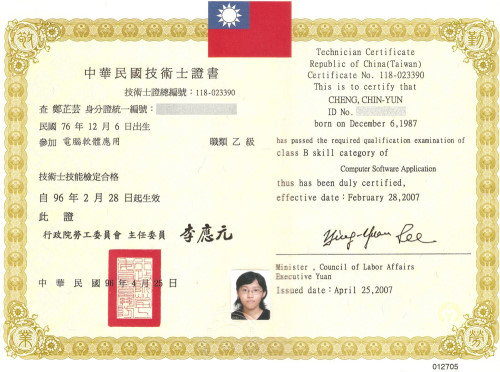 敬
勤
中華民國技術士證書
技術士證總編號：118-023390
查 鄭芷芸 身分證統一編號：
民國 76 年 12 月 6 日出生
參加 電腦軟體應用 職類 乙 級
技術士技能檢定合格
自 96 年 2 月 28 日起生效
此 證
行政院勞工委員會 主任委員 李應元
中 華 民 國 96 年 4 月 25 日
Technician Certificate
Republic of China(Taiwan)
Certificate No. 118-023390
This is to certify that
CHENG, CHIN-YUN
ID No.
born on December 6,1987
has passed the required qualification examination of
class B skill category of
Computer Software Application
thus has been duly certified,
effective date: February 28,2007
Ying-Yuan Lee
Minister , Council of Labor Affairs
Executive Yuan
Issued date: April 25,2007
業
勞
012705